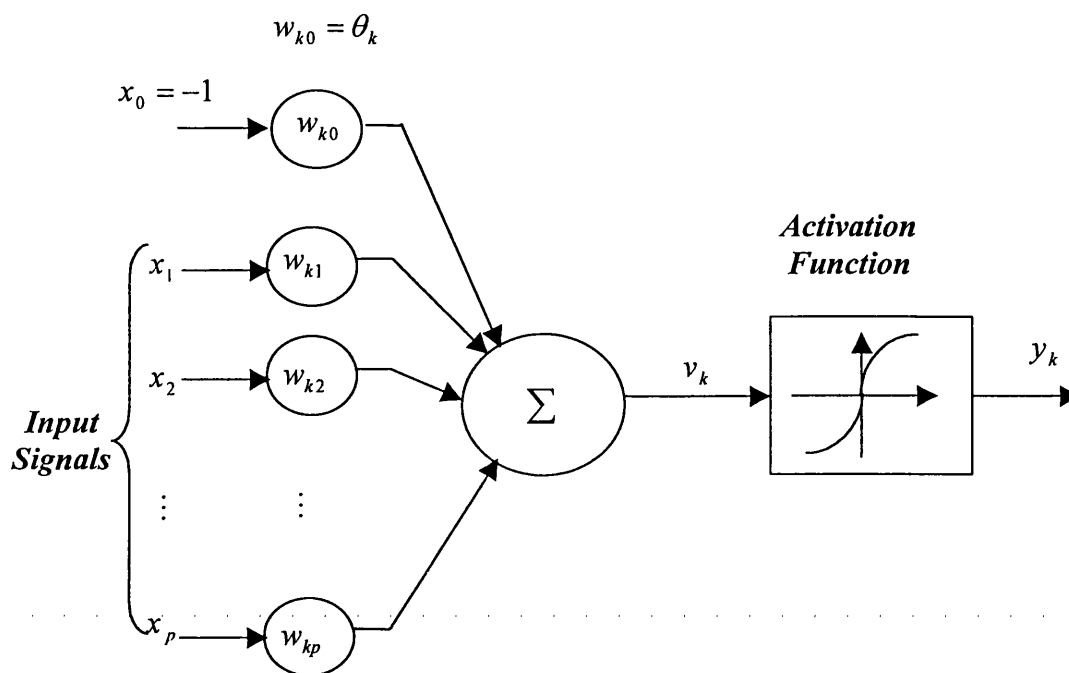 w_{k0} = θ_k
x_0 = −1
w_{k0}
Activation
Function
x_1
w_{k1}
x_2
w_{k2}
Σ
v_k
y_k
Input
Signals
⋮
⋮
x_p
w_{kp}